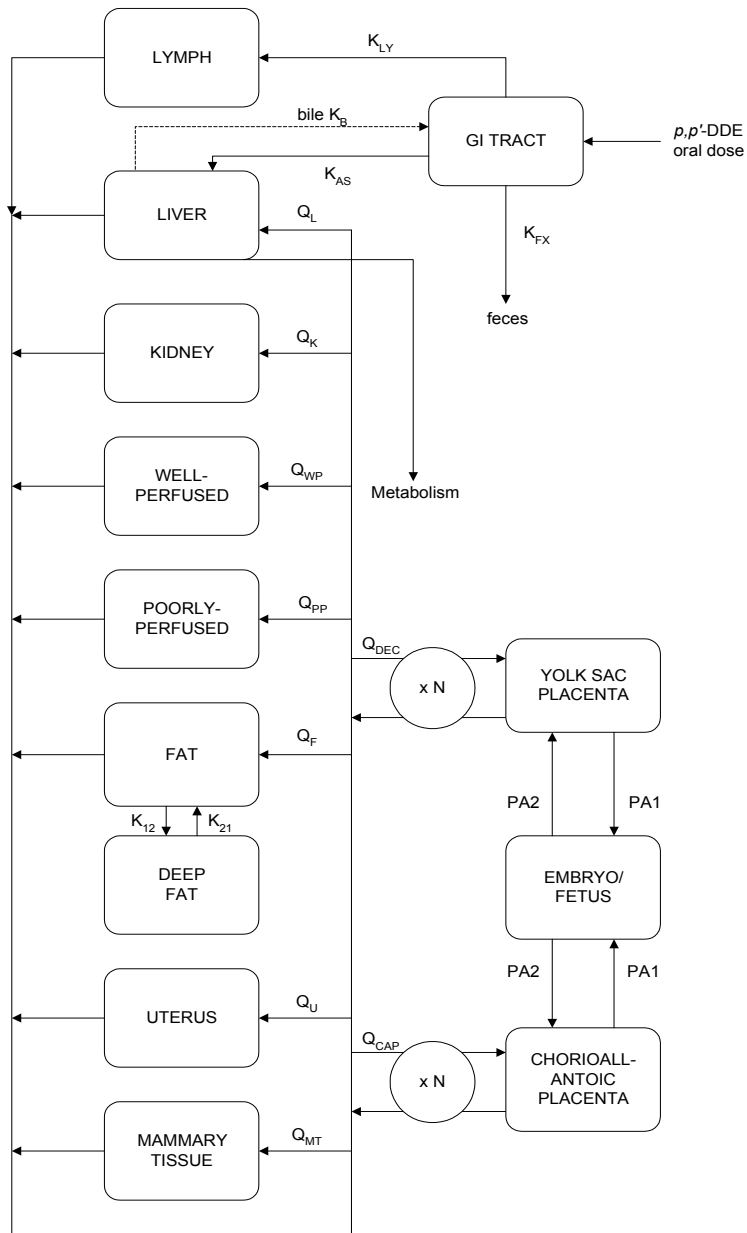 K_LY
LYMPH
bile K_B
GI TRACT
p,p'-DDE
oral dose
K_AS
LIVER
Q_L
K_FX
feces
KIDNEY
Q_K
WELL-
PERFUSED
Q_WP
Metabolism
POORLY-
PERFUSED
Q_PP
Q_DEC
x N
YOLK SAC
PLACENTA
FAT
Q_F
PA2
PA1
K_12
K_21
DEEP
FAT
EMBRYO/
FETUS
PA2
PA1
UTERUS
Q_U
Q_CAP
x N
CHORIOALL-
ANTOIC
PLACENTA
MAMMARY
TISSUE
Q_MT